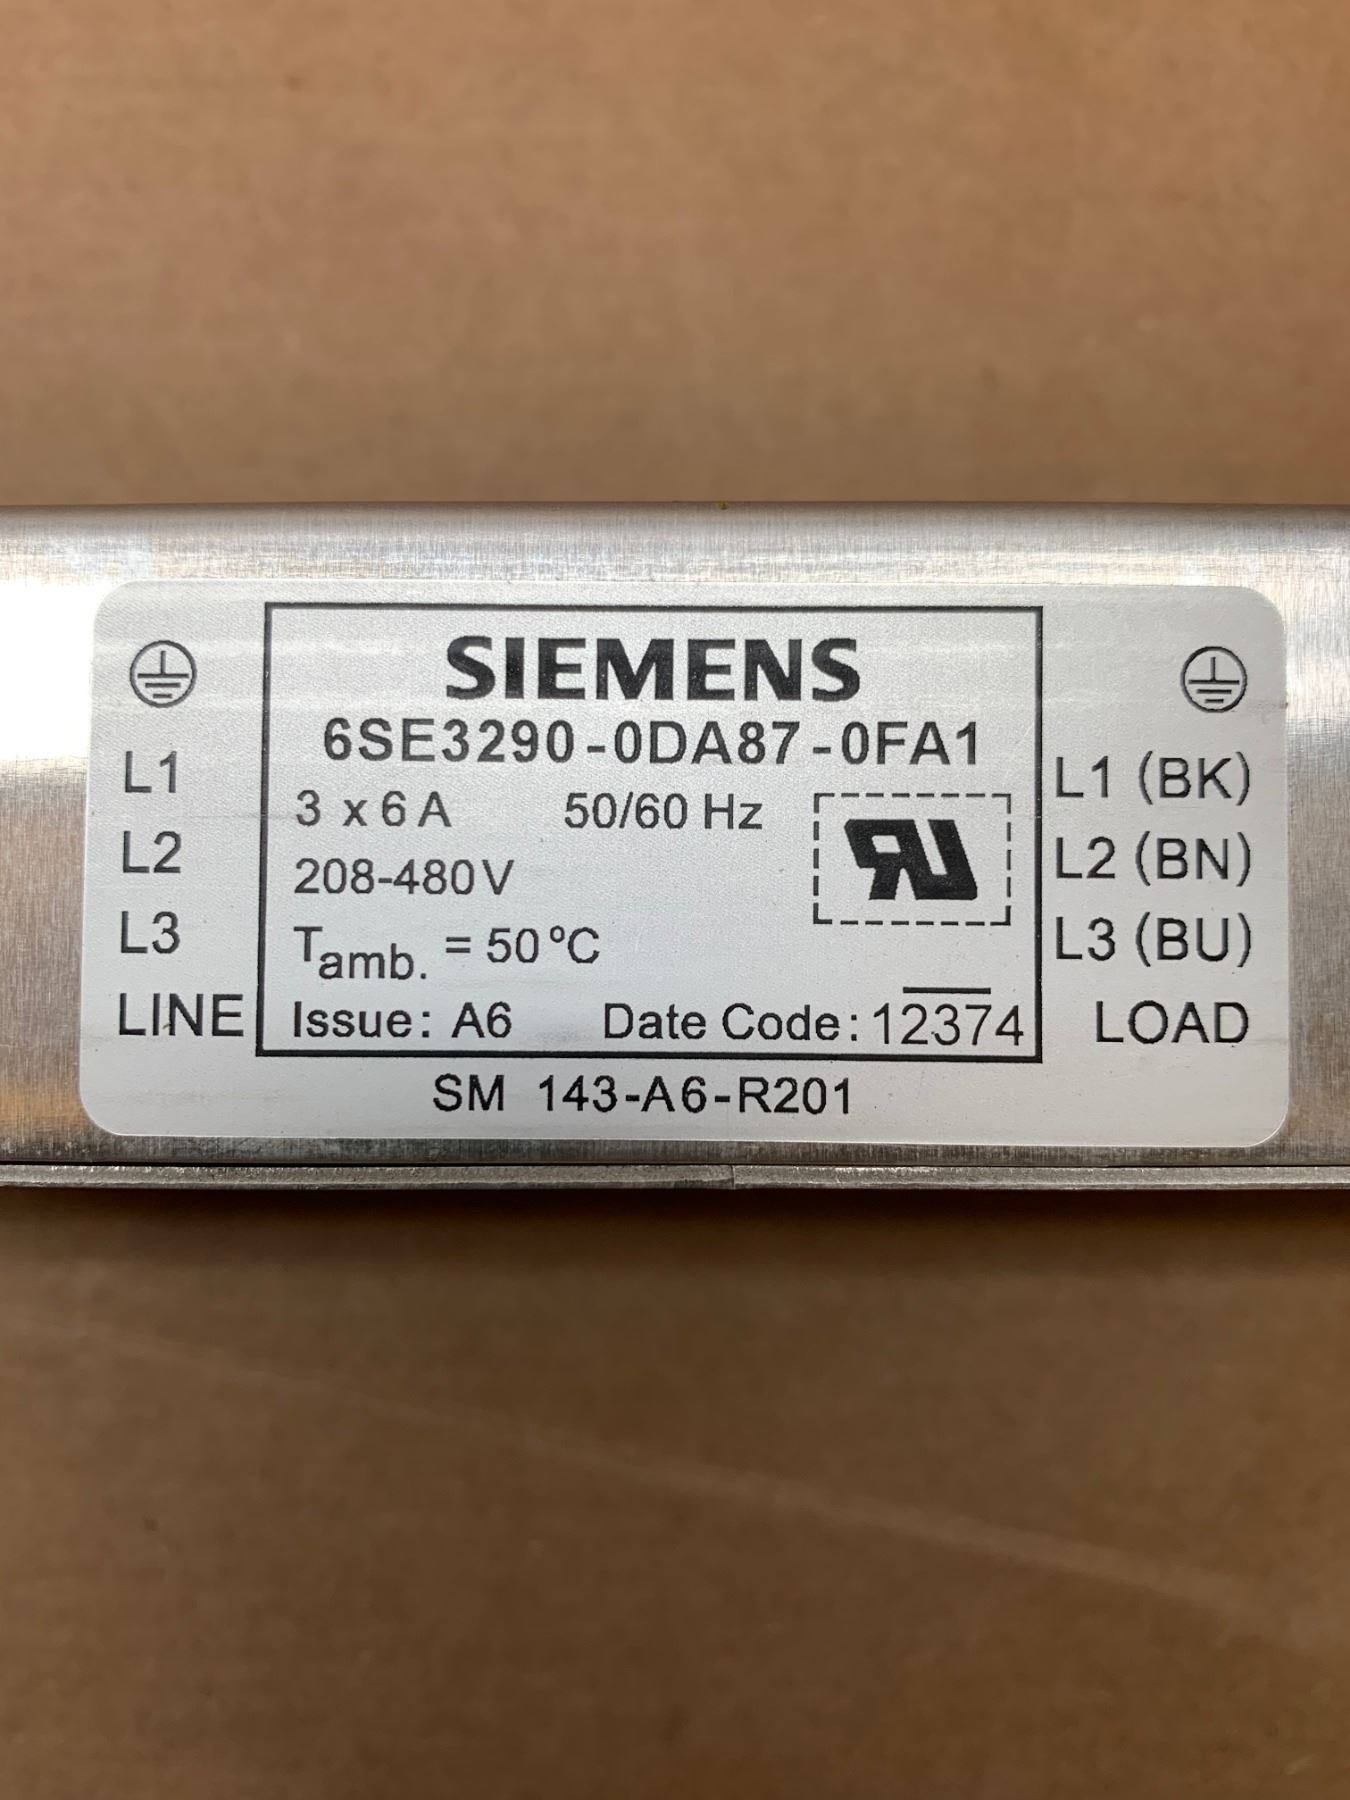 SIEMENS
6SE3290-0DA87-0FA1
3 x 6 A 50/60 Hz
208-480V
Tamb. = 50 °C
Issue: A6 Date Code: 12374
SM 143-A6-R201
L1
L2
L3
LINE
L1 (BK)
L2 (BN)
L3 (BU)
LOAD